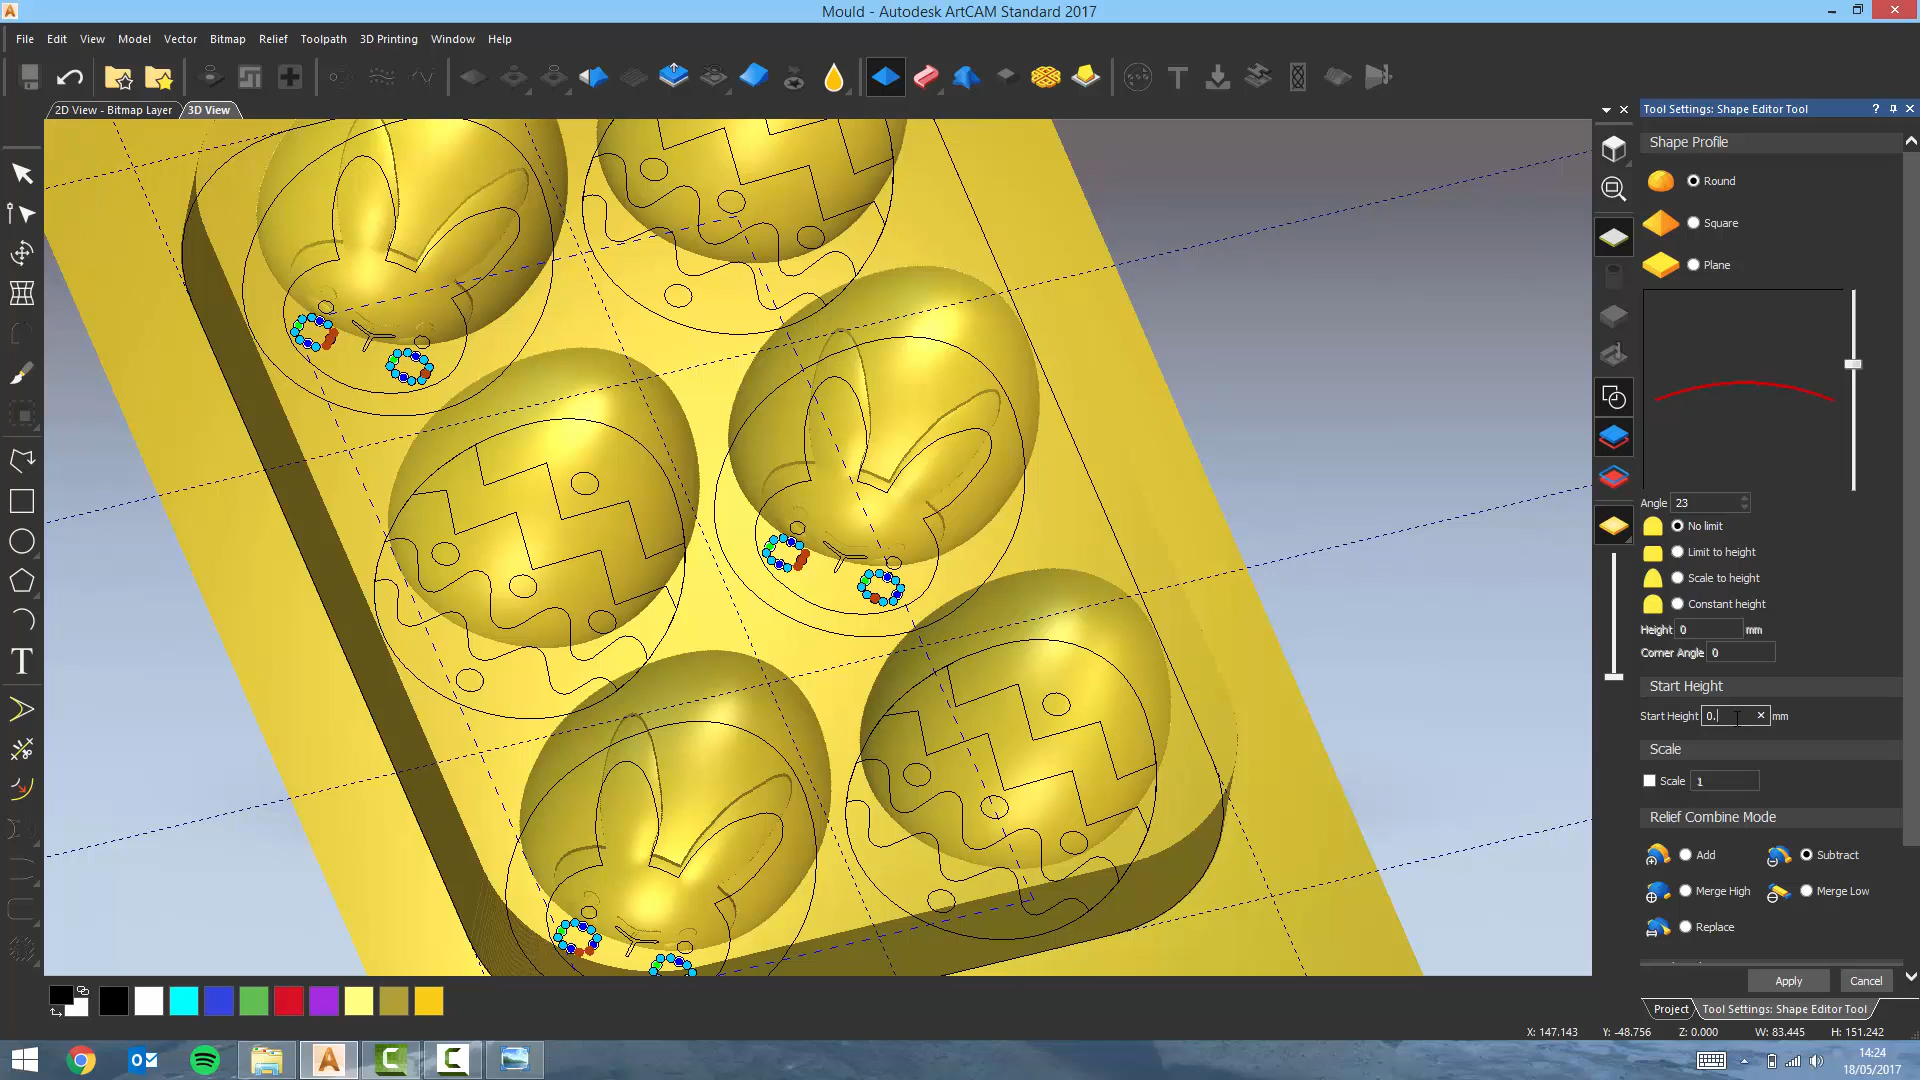 Mould - Autodesk ArtCAM Standard 2017
File Edit View Model Vector Bitmap Relief Toolpath 3D Printing Window Help
2D View - Bitmap Layer 3D View
Tool Settings: Shape Editor Tool
Shape Profile
Round
Square
Plane
Angle 23
No limit
Limit to height
Scale to height
Constant height
Height 0 mm
Corner Angle 0
Start Height
Start Height 0. mm
Scale
Scale 1
Relief Combine Mode
Add Subtract
Merge High Merge Low
Replace
Apply Cancel
Project Tool Settings: Shape Editor Tool
X: 147.143 Y: -48.756 Z: 0.000 W: 83.445 H: 151.242
14:24
18/05/2017